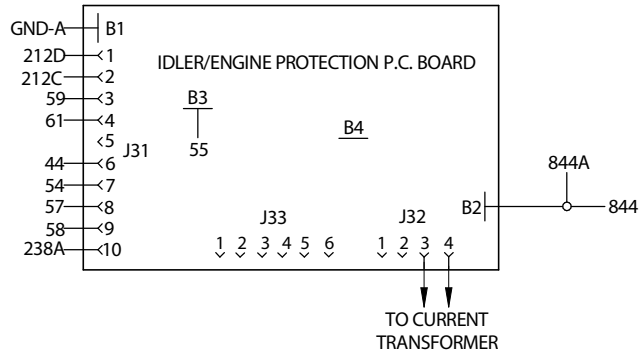 GND-A B1
212D 1
212C 2
IDLER/ENGINE PROTECTION P.C. BOARD
59 3
B3
61 4
B4
5
J31
55
44 6
844A
54 7
57 8
B2
844
J33
J32
58 9
238A 10
1 2 3 4 5 6
1 2 3 4
TO CURRENT
TRANSFORMER